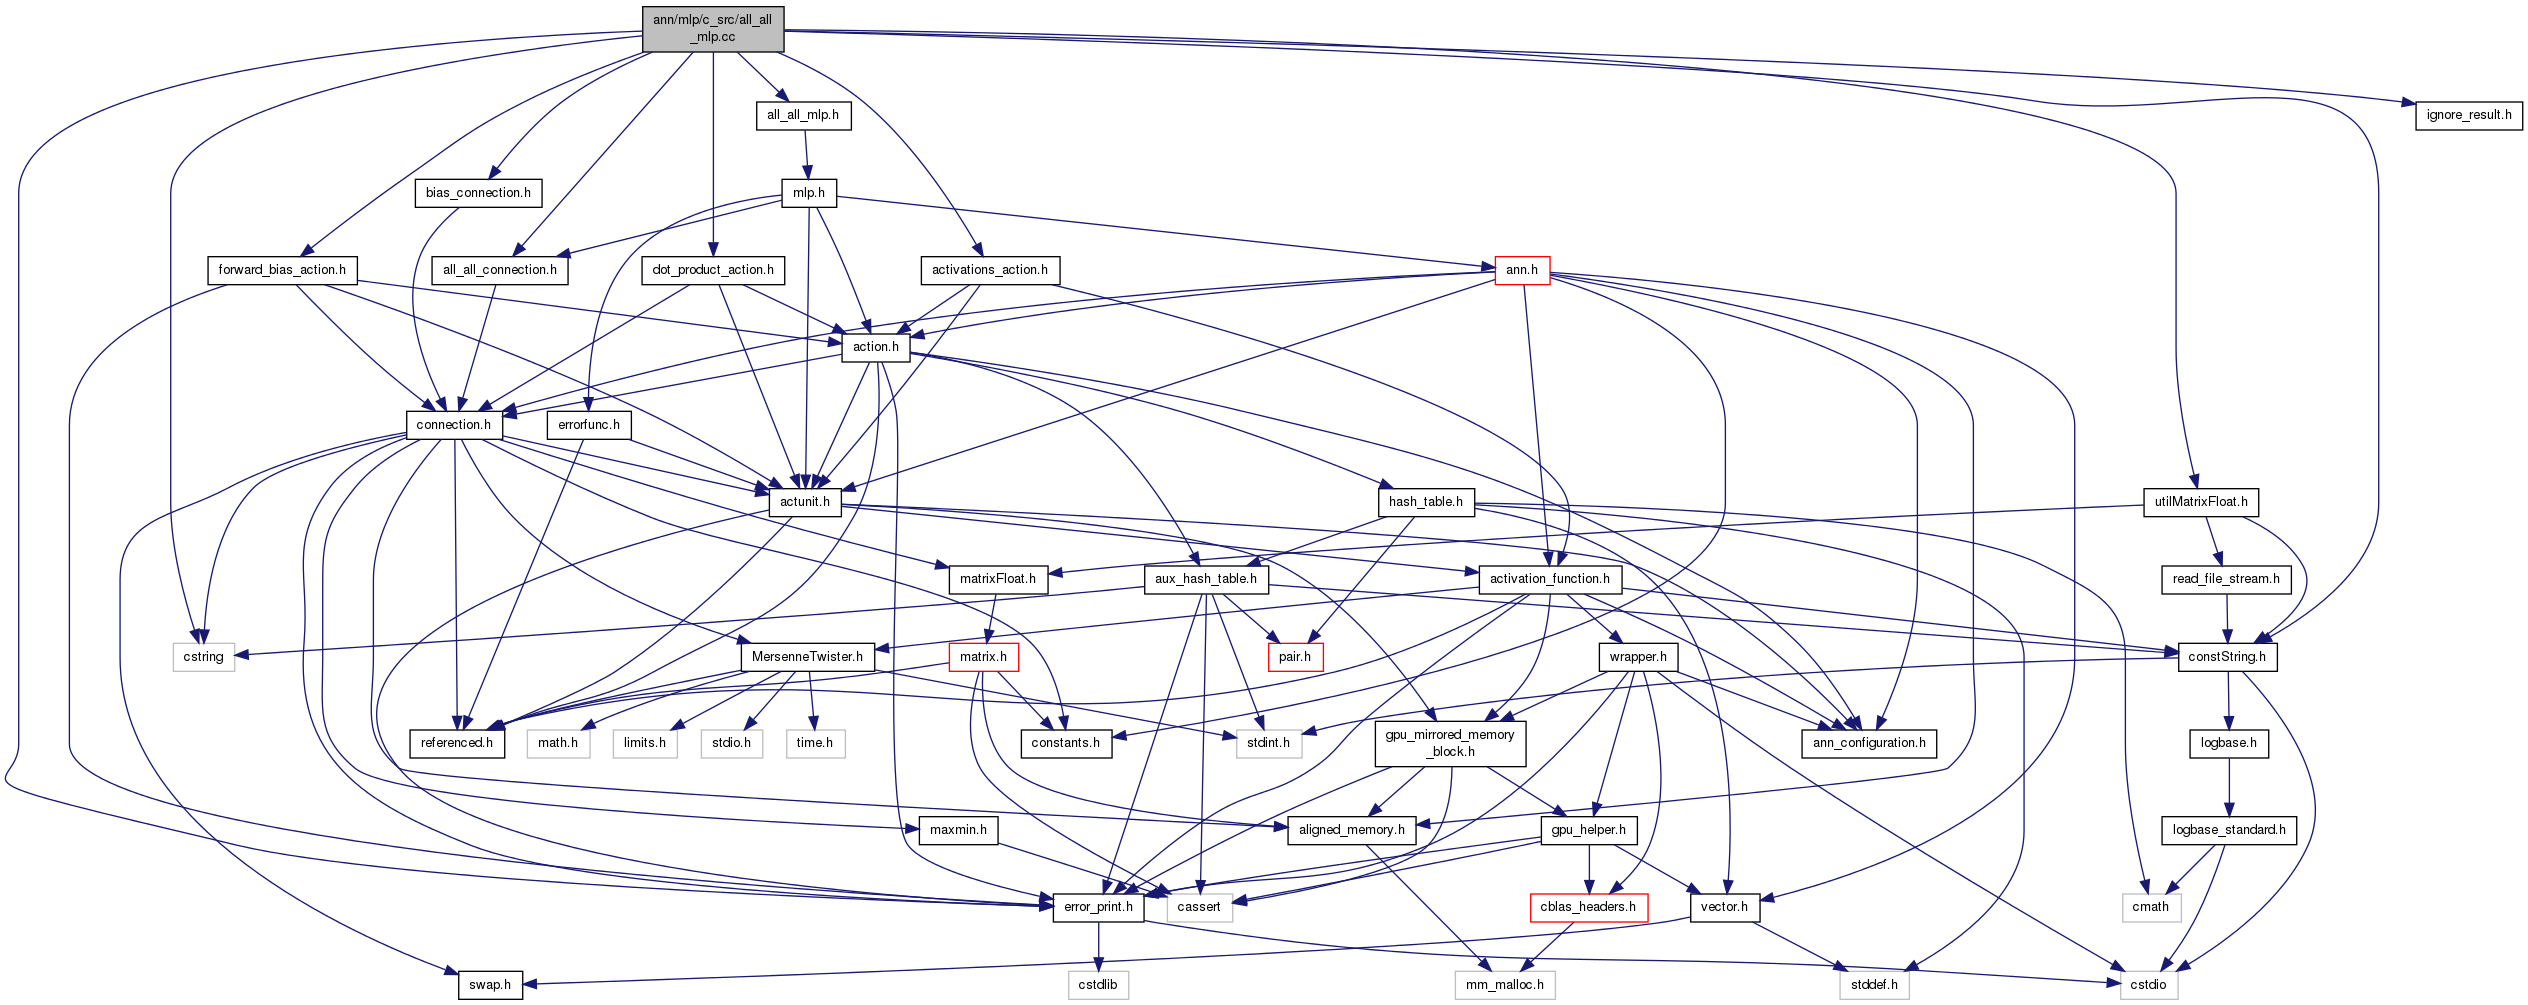 ann/mlp/c_src/all_all
_mlp.cc
all_all_mlp.h
ignore_result.h
bias_connection.h
mlp.h
forward_bias_action.h
all_all_connection.h
dot_product_action.h
activations_action.h
ann.h
action.h
connection.h
errorfunc.h
actunit.h
hash_table.h
utilMatrixFloat.h
matrixFloat.h
aux_hash_table.h
activation_function.h
read_file_stream.h
cstring
MersenneTwister.h
matrix.h
pair.h
wrapper.h
constString.h
referenced.h
math.h
limits.h
stdio.h
time.h
constants.h
stdint.h
gpu_mirrored_memory
_block.h
ann_configuration.h
logbase.h
maxmin.h
aligned_memory.h
gpu_helper.h
logbase_standard.h
error_print.h
cassert
cblas_headers.h
vector.h
cmath
swap.h
cstdlib
mm_malloc.h
stddef.h
cstdio